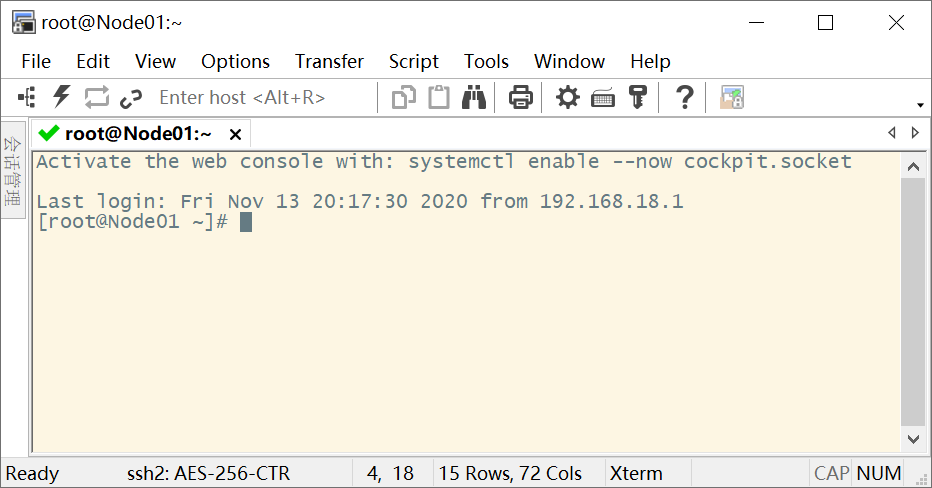 root@Node01:~
File Edit View Options Transfer Script Tools Window Help
Enter host <Alt+R>
会话管理
root@Node01:~
Activate the web console with: systemctl enable --now cockpit.socket
Last login: Fri Nov 13 20:17:30 2020 from 192.168.18.1
[root@Node01 ~]#
Ready ssh2: AES-256-CTR 4, 18 15 Rows, 72 Cols Xterm CAP NUM